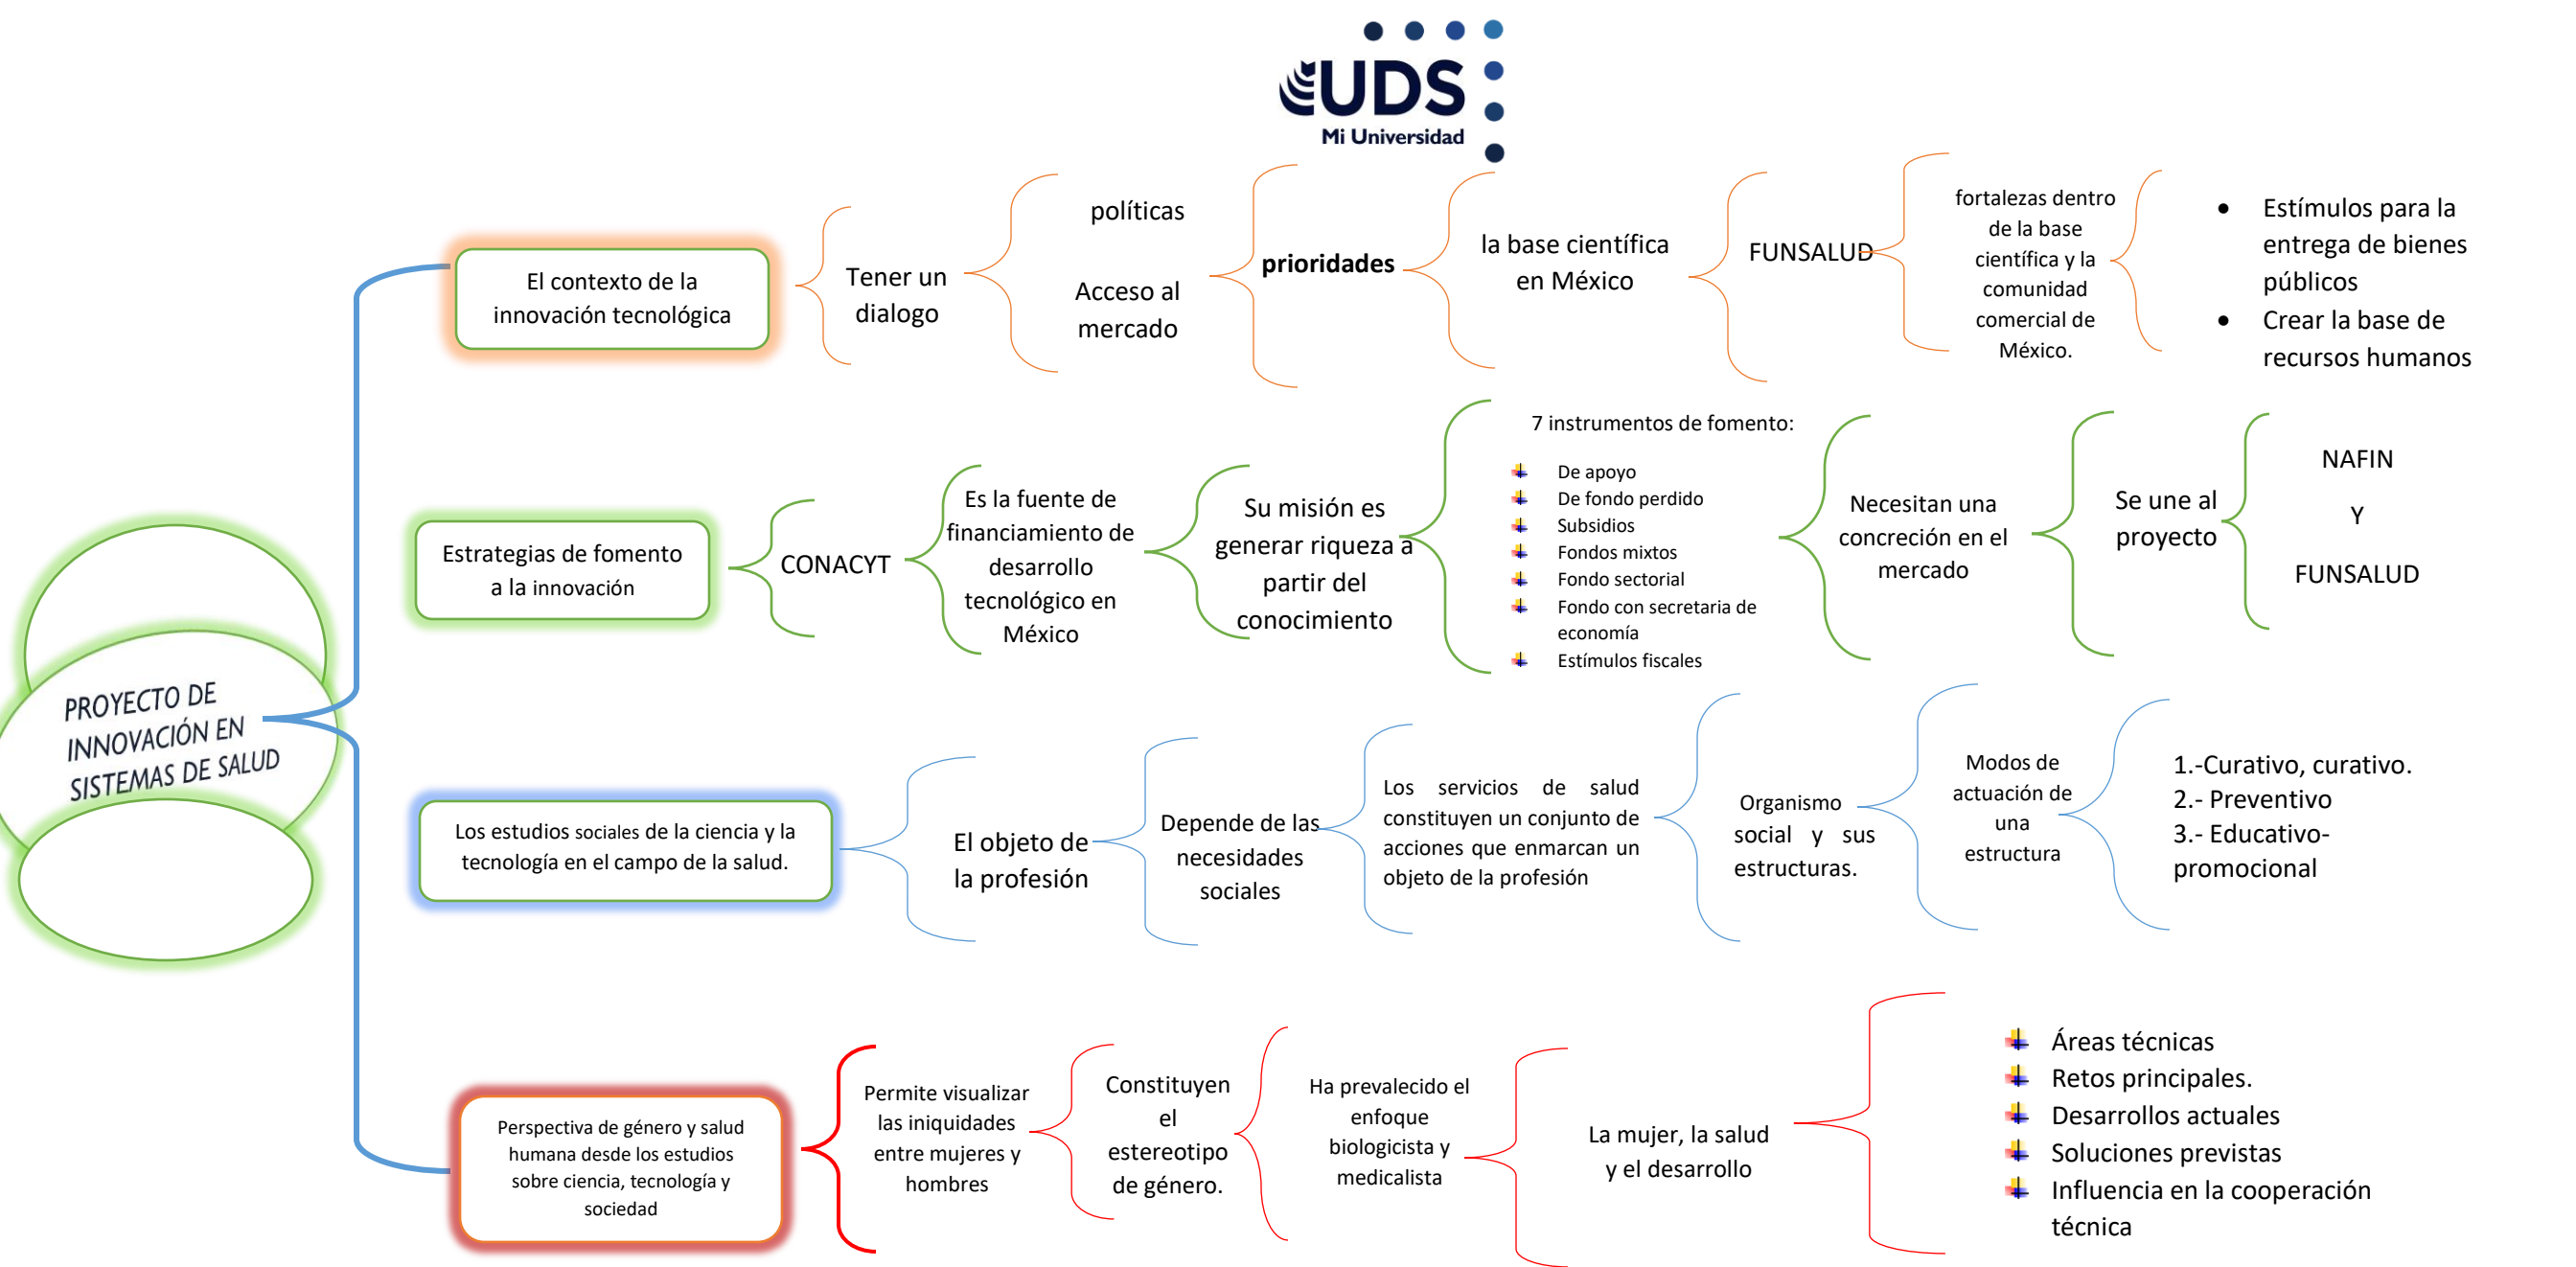 UDS
Mi Universidad
PROYECTO DE
INNOVACIÓN EN
SISTEMAS DE SALUD
El contexto de la
innovación tecnológica
Tener un
dialogo
políticas
Acceso al
mercado
prioridades
la base científica
en México
FUNSALUD
fortalezas dentro
de la base
científica y la
comunidad
comercial de
México.
• Estímulos para la
entrega de bienes
públicos
• Crear la base de
recursos humanos
Estrategias de fomento
a la innovación
CONACYT
Es la fuente de
financiamiento de
desarrollo
tecnológico en
México
Su misión es
generar riqueza a
partir del
conocimiento
7 instrumentos de fomento:
De apoyo
De fondo perdido
Subsidios
Fondos mixtos
Fondo sectorial
Fondo con secretaria de
economía
Estímulos fiscales
Necesitan una
concreción en el
mercado
Se une al
proyecto
NAFIN
Y
FUNSALUD
Los estudios sociales de la ciencia y la
tecnología en el campo de la salud.
El objeto de
la profesión
Depende de las
necesidades
sociales
Los servicios de salud
constituyen un conjunto de
acciones que enmarcan un
objeto de la profesión
Organismo
social y sus
estructuras.
Modos de
actuación de
una
estructura
1.-Curativo, curativo.
2.- Preventivo
3.- Educativo-
promocional
Perspectiva de género y salud
humana desde los estudios
sobre ciencia, tecnología y
sociedad
Permite visualizar
las iniquidades
entre mujeres y
hombres
Constituyen
el
estereotipo
de género.
Ha prevalecido el
enfoque
biologicista y
medicalista
La mujer, la salud
y el desarrollo
Áreas técnicas
Retos principales.
Desarrollos actuales
Soluciones previstas
Influencia en la cooperación
técnica